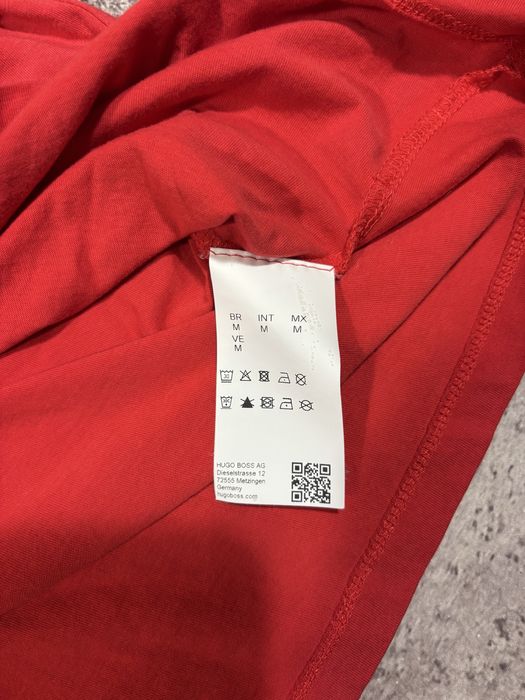 BR INT MX
M M M
VE
M
HUGO BOSS AG
Dieselstrasse 12
72555 Metzingen
Germany
hugoboss.com